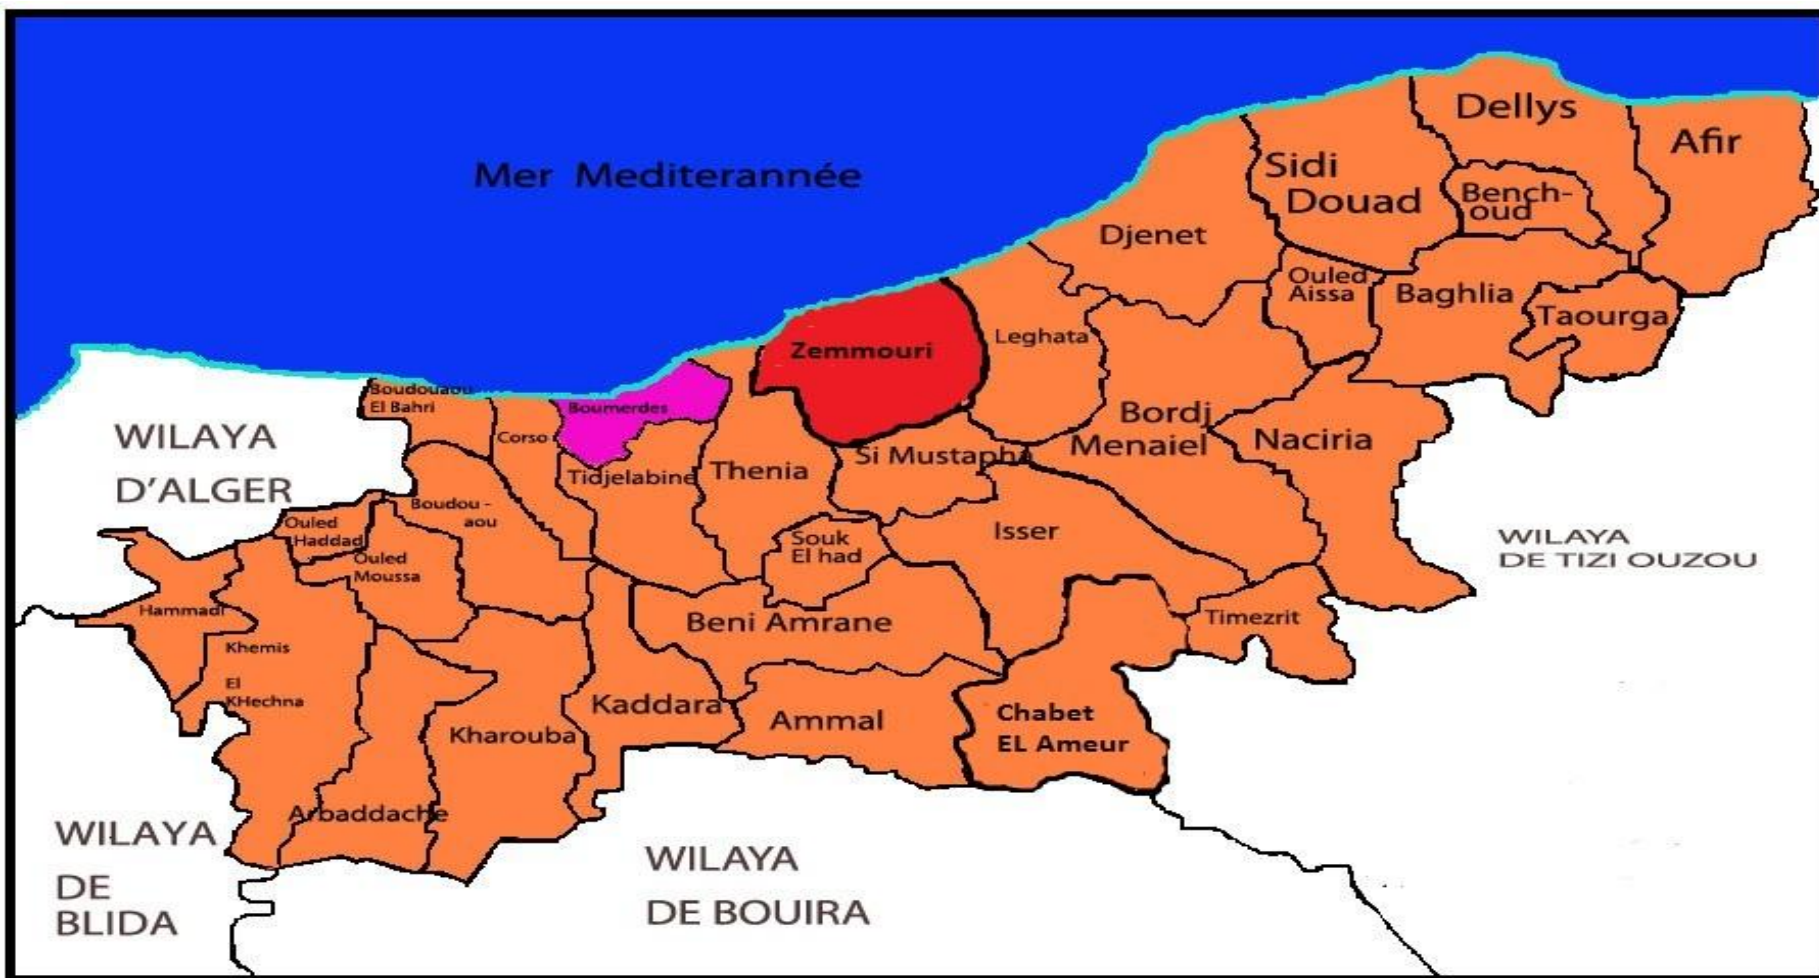 Mer Mediterannée
Dellys
Afir
Sidi
Douad
Bench-
oud
Djenet
Ouled
Aissa
Baghlia
Taourga
Zemmouri
Leghata
Boudouaou
El Bahri
Boumerdes
Corso
Bordj
Menaiel
Naciria
WILAYA
D'ALGER
Tidjelabine
Thenia
Si Mustapha
Boudou -
aou
Ouled
Haddad
Ouled
Moussa
Souk
El had
Isser
WILAYA
DE TIZI OUZOU
Hammadi
Khemis
El
KHechna
Beni Amrane
Timezrit
Kharouba
Kaddara
Ammal
Chabet
EL Ameur
Arbaddache
WILAYA
DE
BLIDA
WILAYA
DE BOUIRA